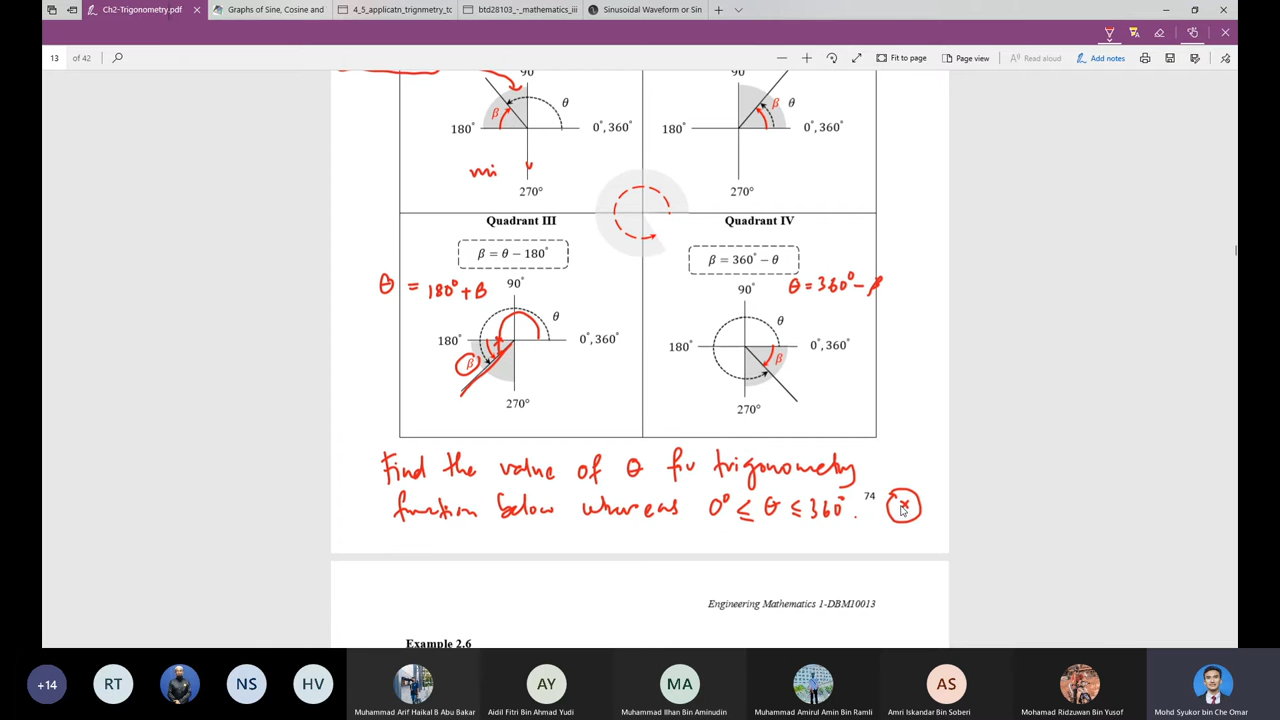 Ch2-Trigonometry.pdf
Graphs of Sine, Cosine and
4_5_applicatn_trignmetry_to
btd28103_-_mathematics_iii
Sinusoidal Waveform or Sin
13 of 42
Fit to page
Page view
Read aloud
Add notes
90
90
β
θ
β
θ
180°
0°, 360°
180°
0°, 360°
270°
270°
Quadrant III
Quadrant IV
β = θ − 180°
β = 360° − θ
θ = 180° + β
90°
90°
θ = 360° − β
θ
θ
180°
0°, 360°
180°
0°, 360°
β
β
270°
270°
Find the value of θ for trigonometry
function below whereas 0° ≤ θ ≤ 360°.
74
Engineering Mathematics 1-DBM10013
Example 2.6
+14
RT
NS
HV
AY
MA
AS
Muhammad Arif Haikal B Abu Bakar
Aidil Fitri Bin Ahmad Yudi
Muhammad Ilhan Bin Aminudin
Muhammad Amirul Amin Bin Ramli
Amri Iskandar Bin Soberi
Mohamad Ridzuwan Bin Yusof
Mohd Syukor bin Che Omar